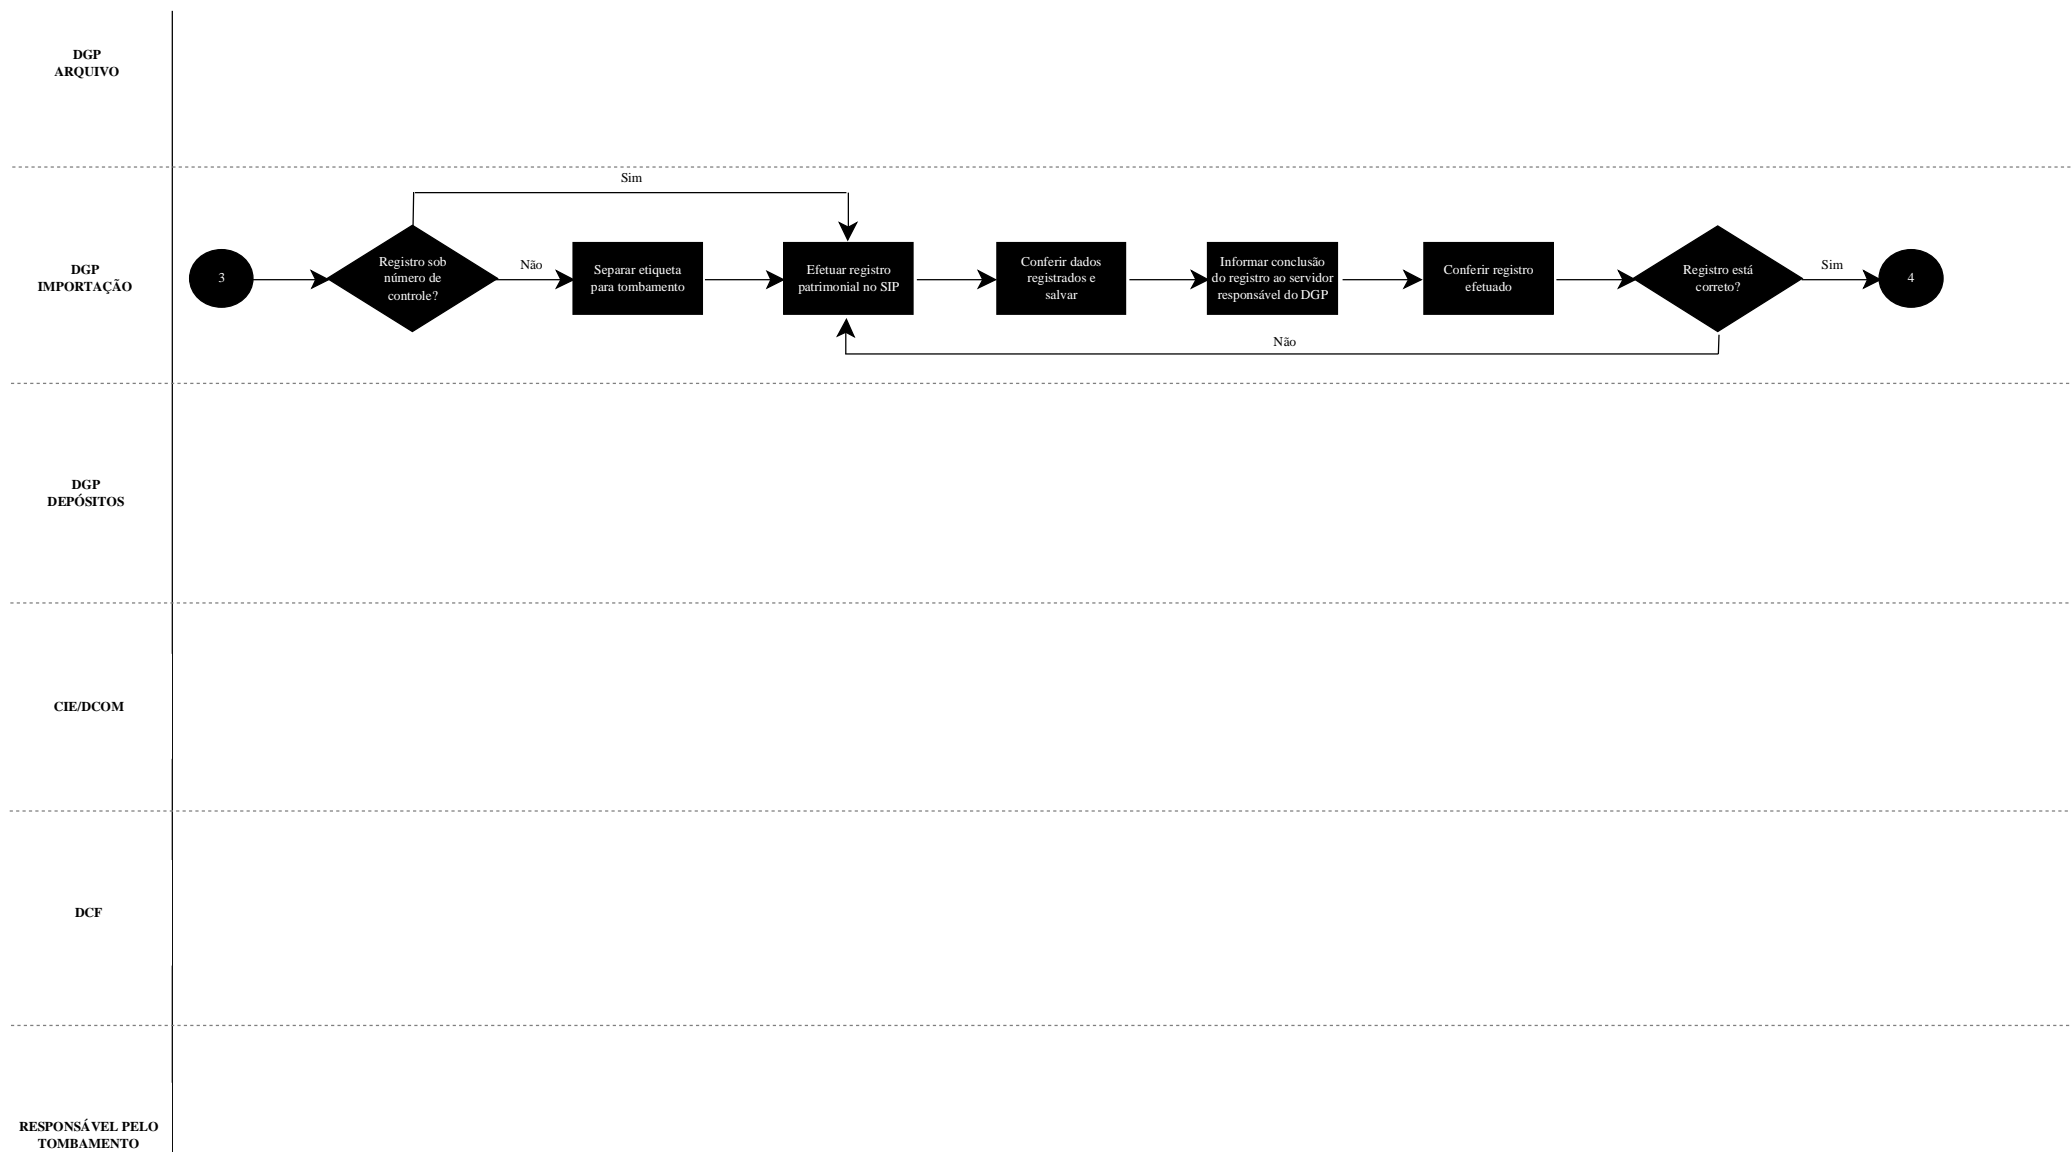 DGP
ARQUIVO
Sim
DGP
IMPORTAÇÃO
3
Registro sob
número de
controle?
Não
Separar etiqueta
para tombamento
Efetuar registro
patrimonial no SIP
Conferir dados
registrados e
salvar
Informar conclusão
do registro ao servidor
responsável do DGP
Conferir registro
efetuado
Registro está
correto?
Sim
4
Não
DGP
DEPÓSITOS
CIE/DCOM
DCF
RESPONSÁVEL PELO
TOMBAMENTO